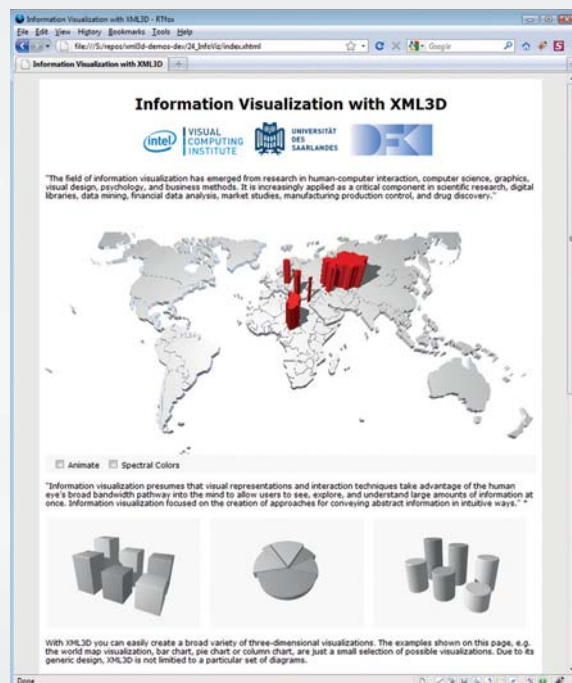 Information Visualization with XML3D - RTfox
File Edit View History Bookmarks Tools Help
file:///S:/repos/xml3d-demos-dev/24_InfoViz/index.xhtml
Google
Information Visualization with XML3D
Information Visualization with XML3D
intel
VISUAL
COMPUTING
INSTITUTE
UNIVERSITÄT
DES
SAARLANDES
"The field of information visualization has emerged from research in human-computer interaction, computer science, graphics,
visual design, psychology, and business methods. It is increasingly applied as a critical component in scientific research, digital
libraries, data mining, financial data analysis, market studies, manufacturing production control, and drug discovery."
Animate Spectral Colors
"Information visualization presumes that visual representations and interaction techniques take advantage of the human
eye's broad bandwidth pathway into the mind to allow users to see, explore, and understand large amounts of information at
once. Information visualization focused on the creation of approaches for conveying abstract information in intuitive ways." *
With XML3D you can easily create a broad variety of three-dimensional visualizations. The examples shown on this page, e.g.
the world map visualization, bar chart, pie chart or column chart, are just a small selection of possible visualizations. Due to its
generic design, XML3D is not limitied to a particular set of diagrams.
Done